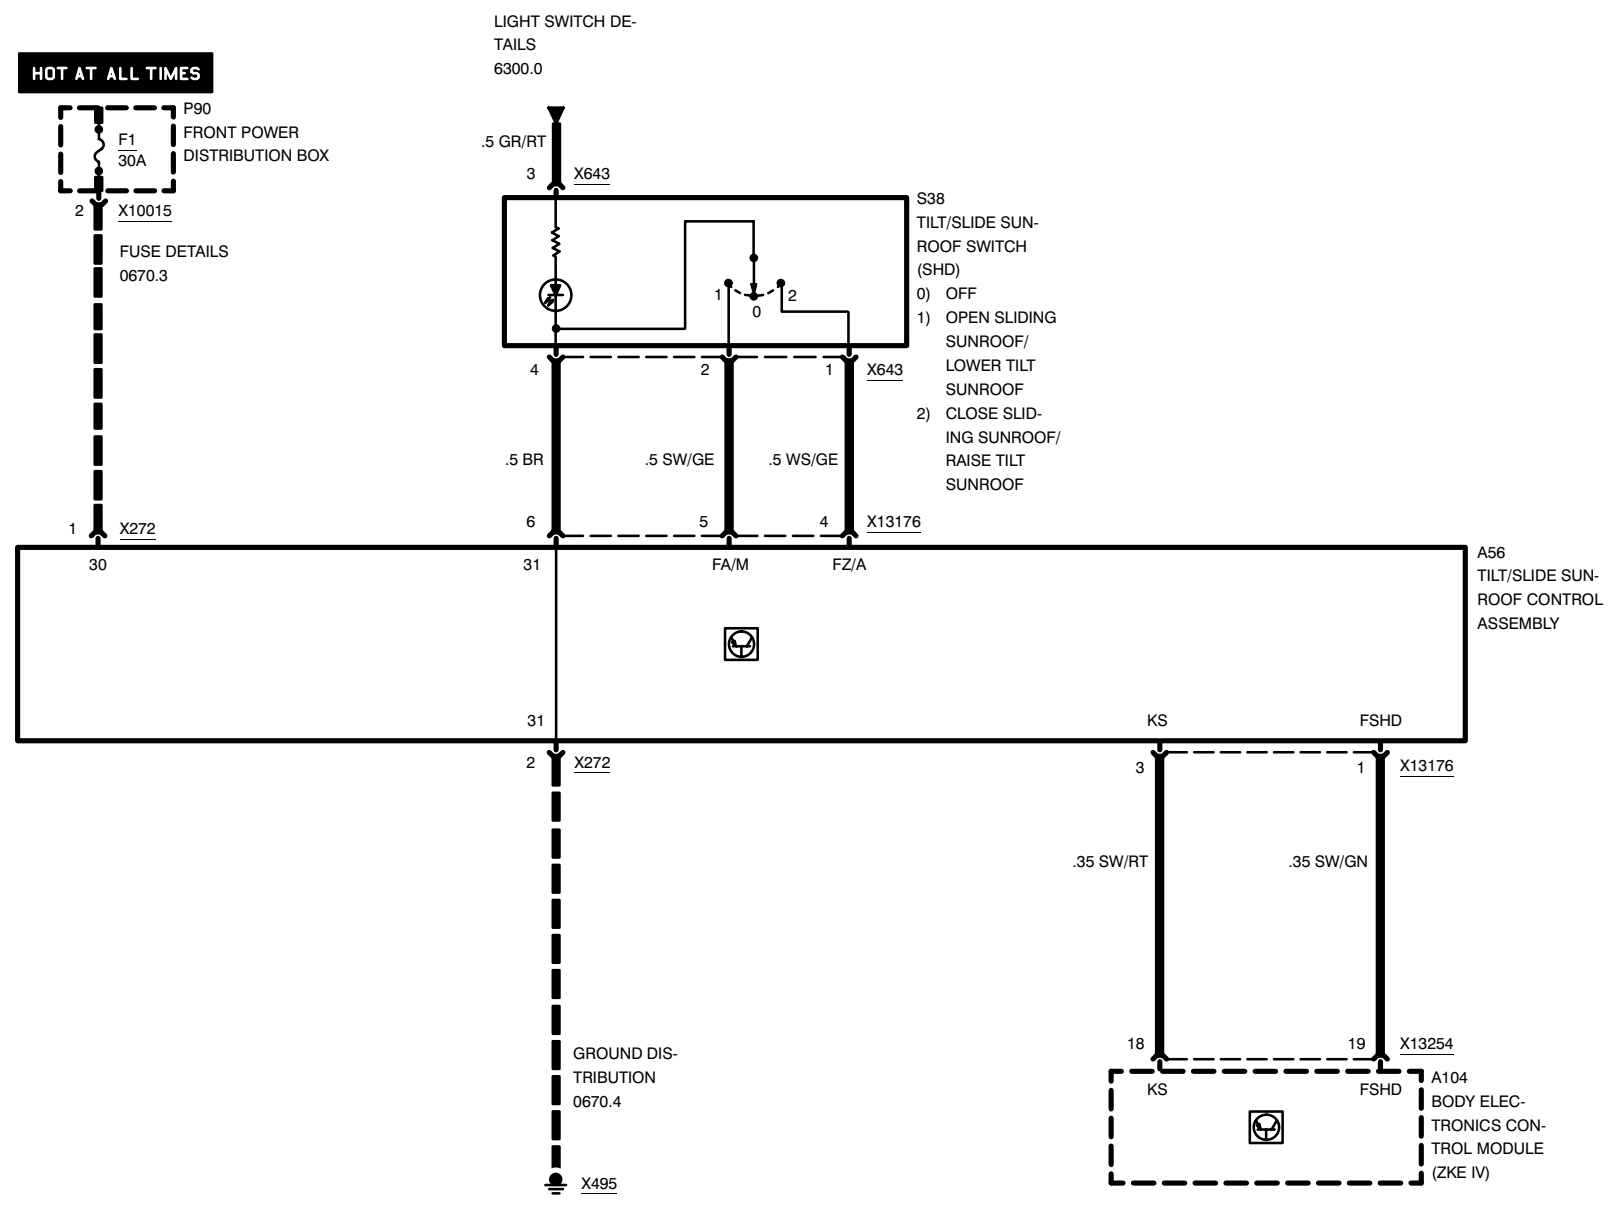 LIGHT SWITCH DE-
TAILS
6300.0
HOT AT ALL TIMES
P90
FRONT POWER
DISTRIBUTION BOX
F1
30A
2 X10015
FUSE DETAILS
0670.3
.5 GR/RT
3 X643
S38
TILT/SLIDE SUN-
ROOF SWITCH
(SHD)
0) OFF
1) OPEN SLIDING
SUNROOF/
LOWER TILT
SUNROOF
2) CLOSE SLID-
ING SUNROOF/
RAISE TILT
SUNROOF
1 2
0
4 2 1 X643
.5 BR .5 SW/GE .5 WS/GE
1 X272
6 5 4 X13176
30 31 FA/M FZ/A
A56
TILT/SLIDE SUN-
ROOF CONTROL
ASSEMBLY
31 KS FSHD
2 X272
3 1 X13176
.35 SW/RT .35 SW/GN
GROUND DIS-
TRIBUTION
0670.4
X495
18 19 X13254
KS FSHD
A104
BODY ELEC-
TRONICS CON-
TROL MODULE
(ZKE IV)